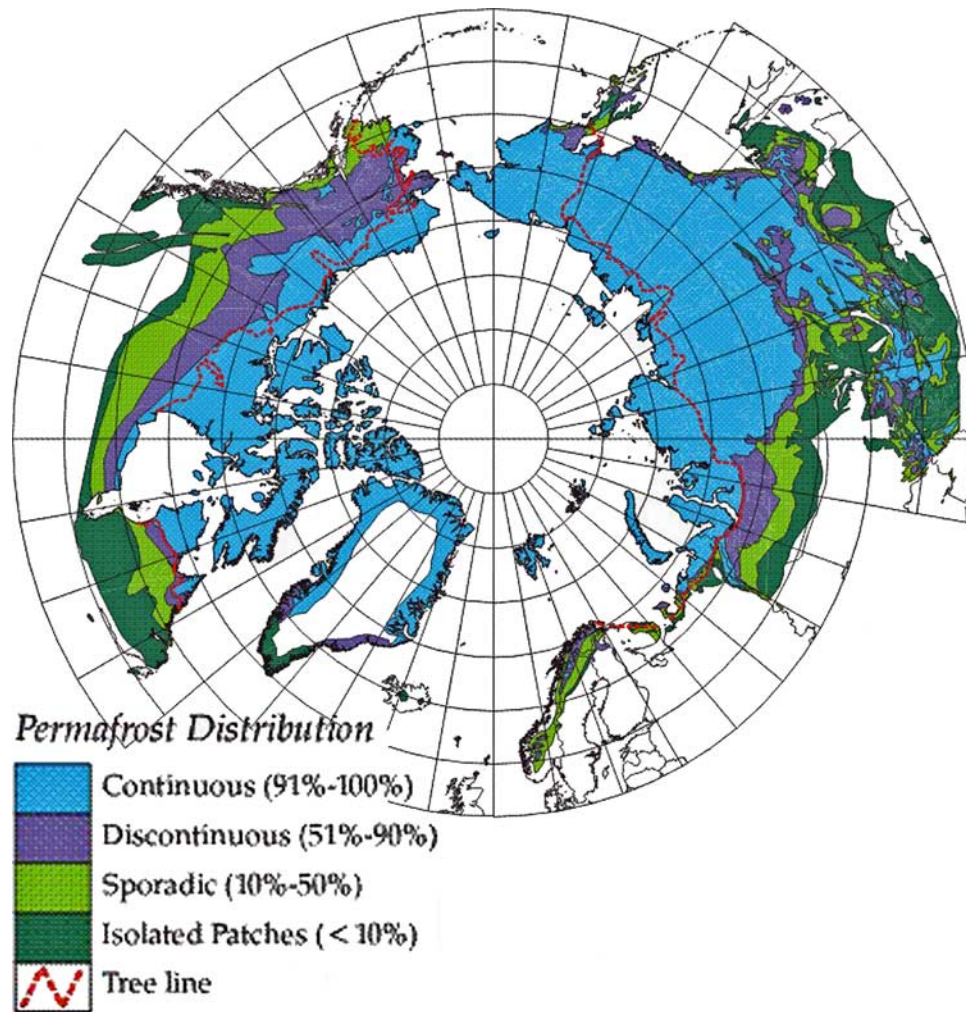 Permafrost Distribution
Continuous (91%-100%)
Discontinuous (51%-90%)
Sporadic (10%-50%)
Isolated Patches (< 10%)
Tree line